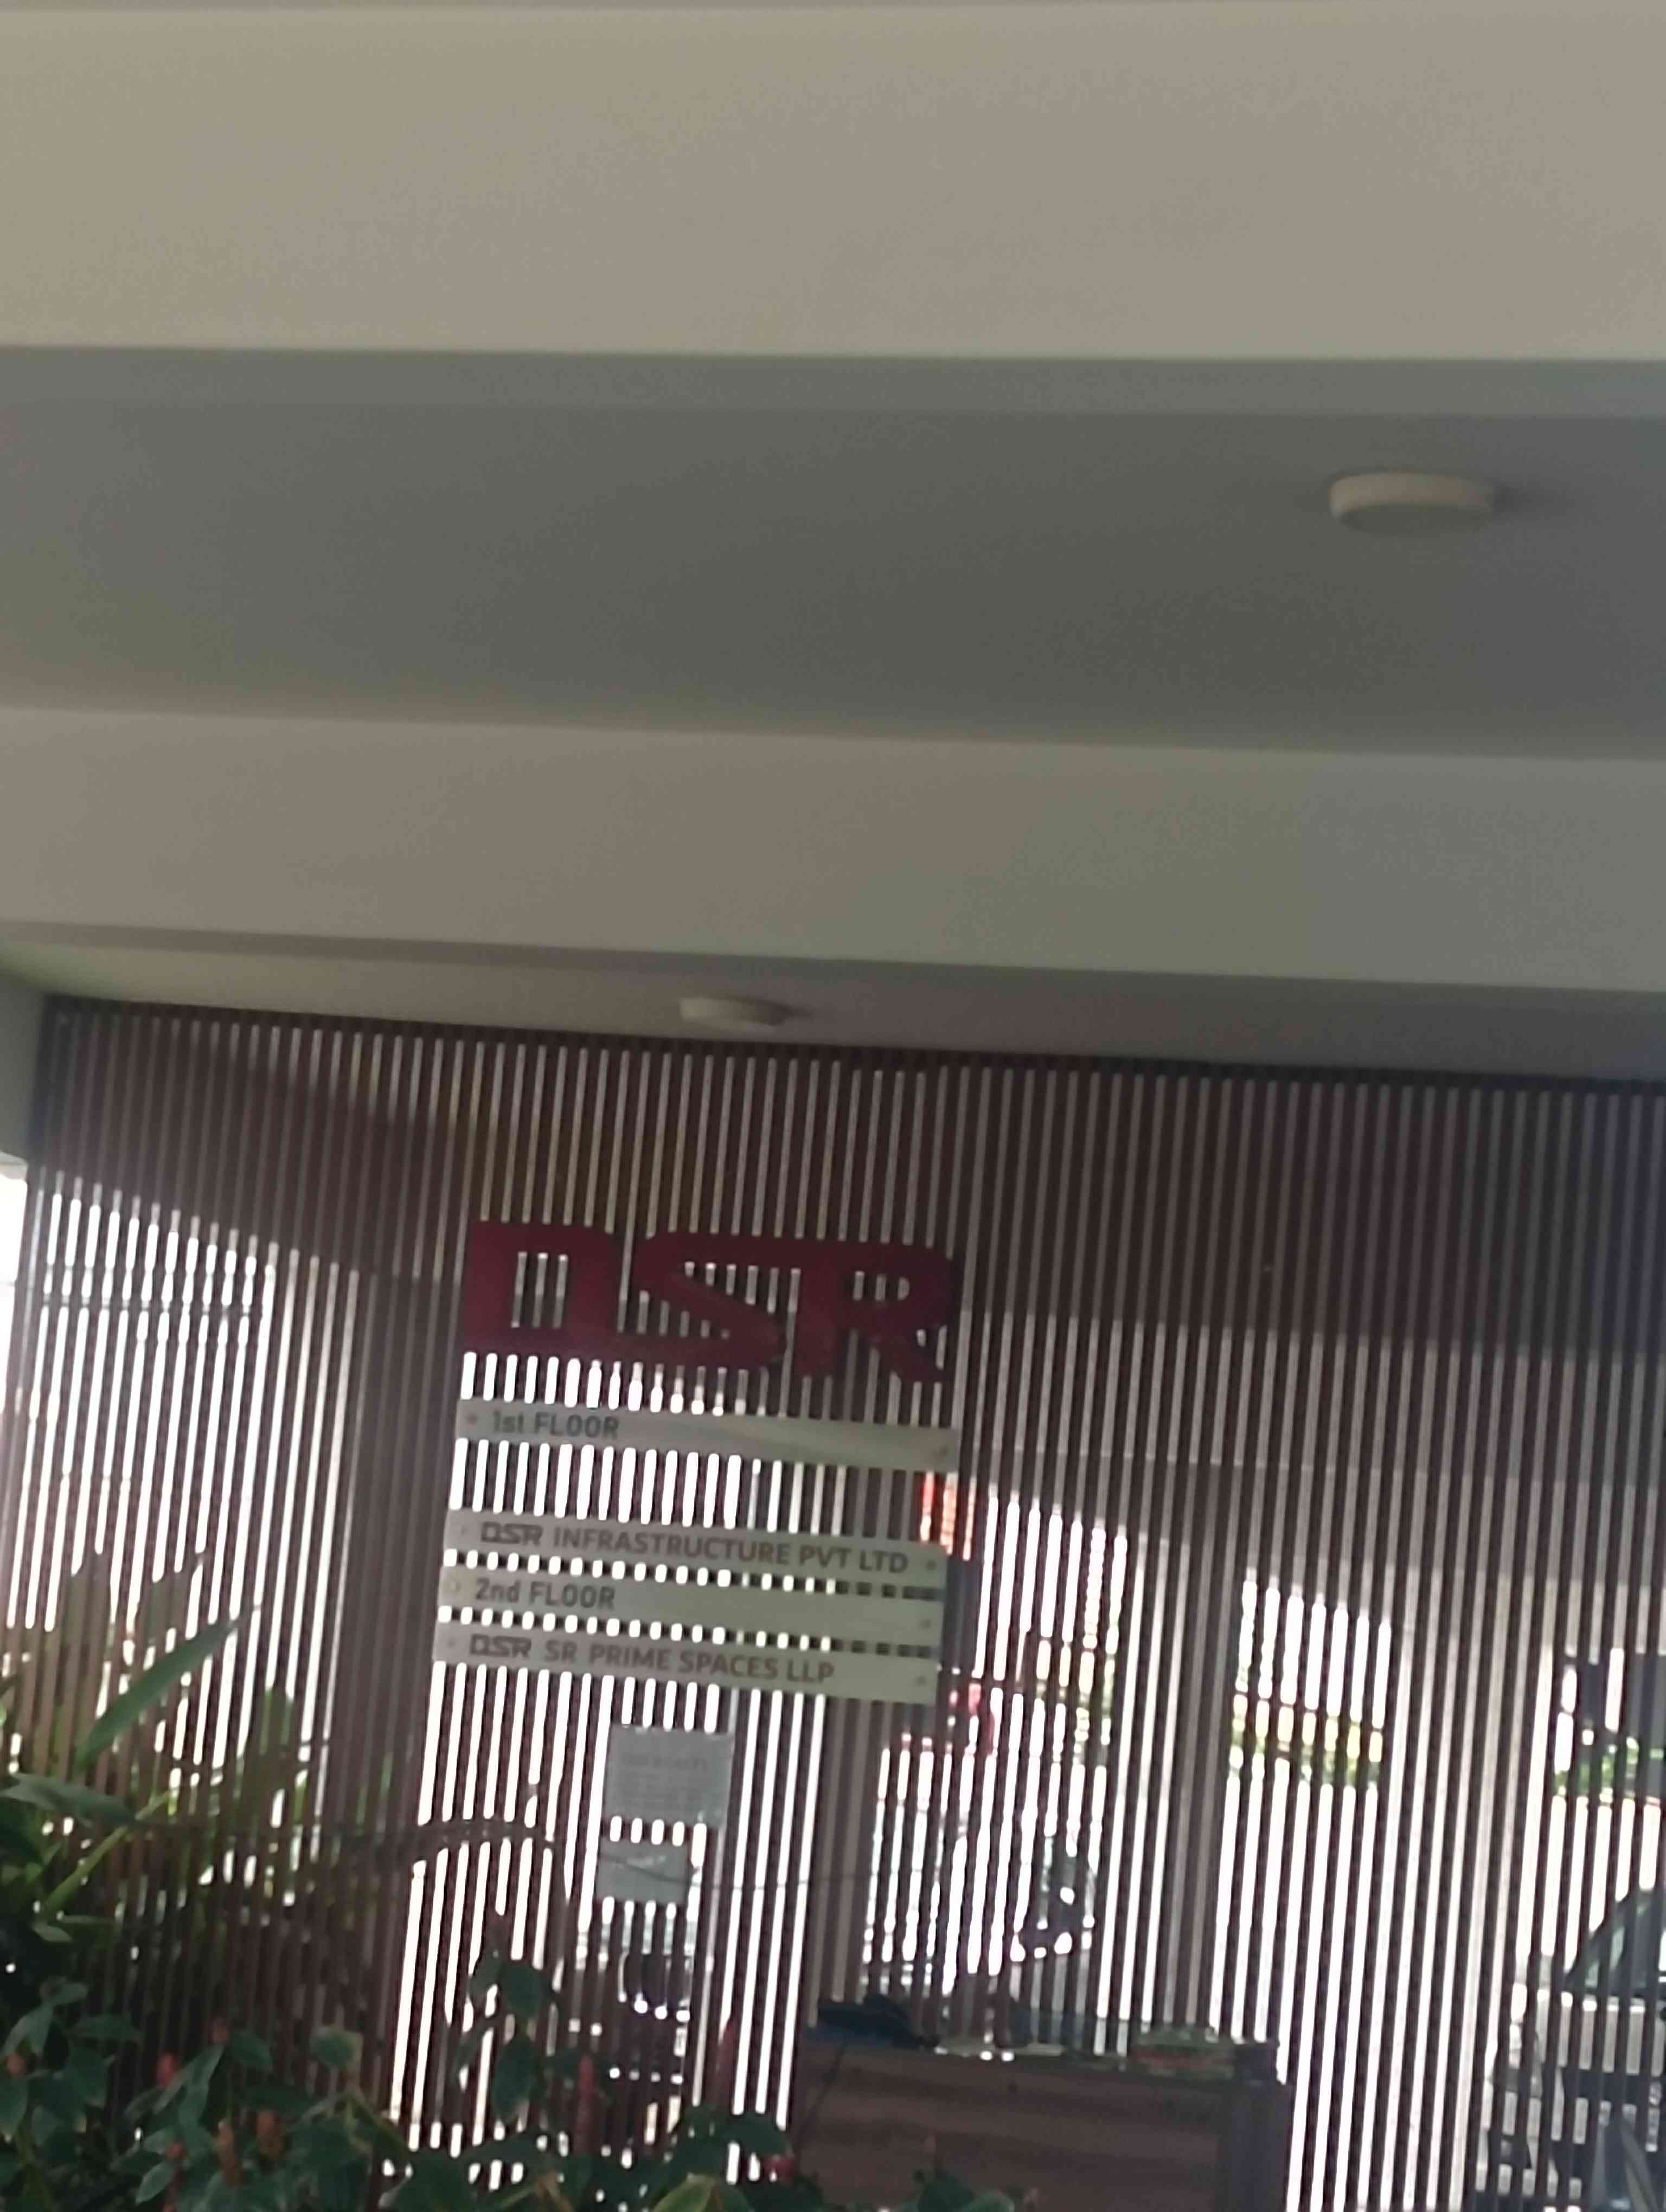 DSR
1st FLOOR
DSR INFRASTRUCTURE PVT LTD
2nd FLOOR
DSR SR PRIME SPACES LLP